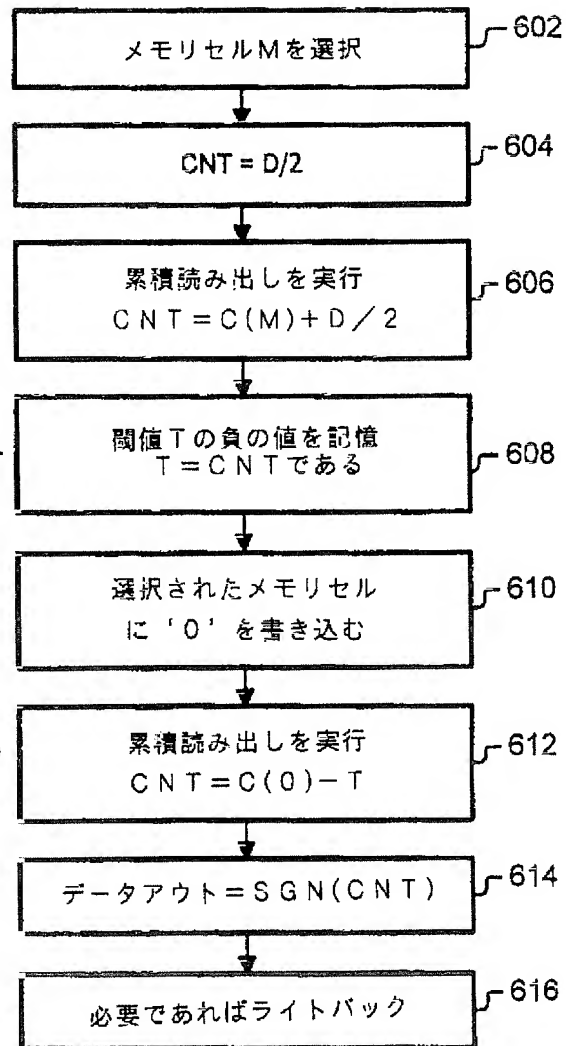 メモリセルMを選択
602
CNT = D/2
604
累積読み出しを実行
CNT=C(M)+D/2
606
閾値Tの負の値を記憶
T=CNTである
608
選択されたメモリセル
に‘0’を書き込む
610
累積読み出しを実行
CNT=C(0)-T
612
データアウト=SGN(CNT)
614
必要であればライトバック
616